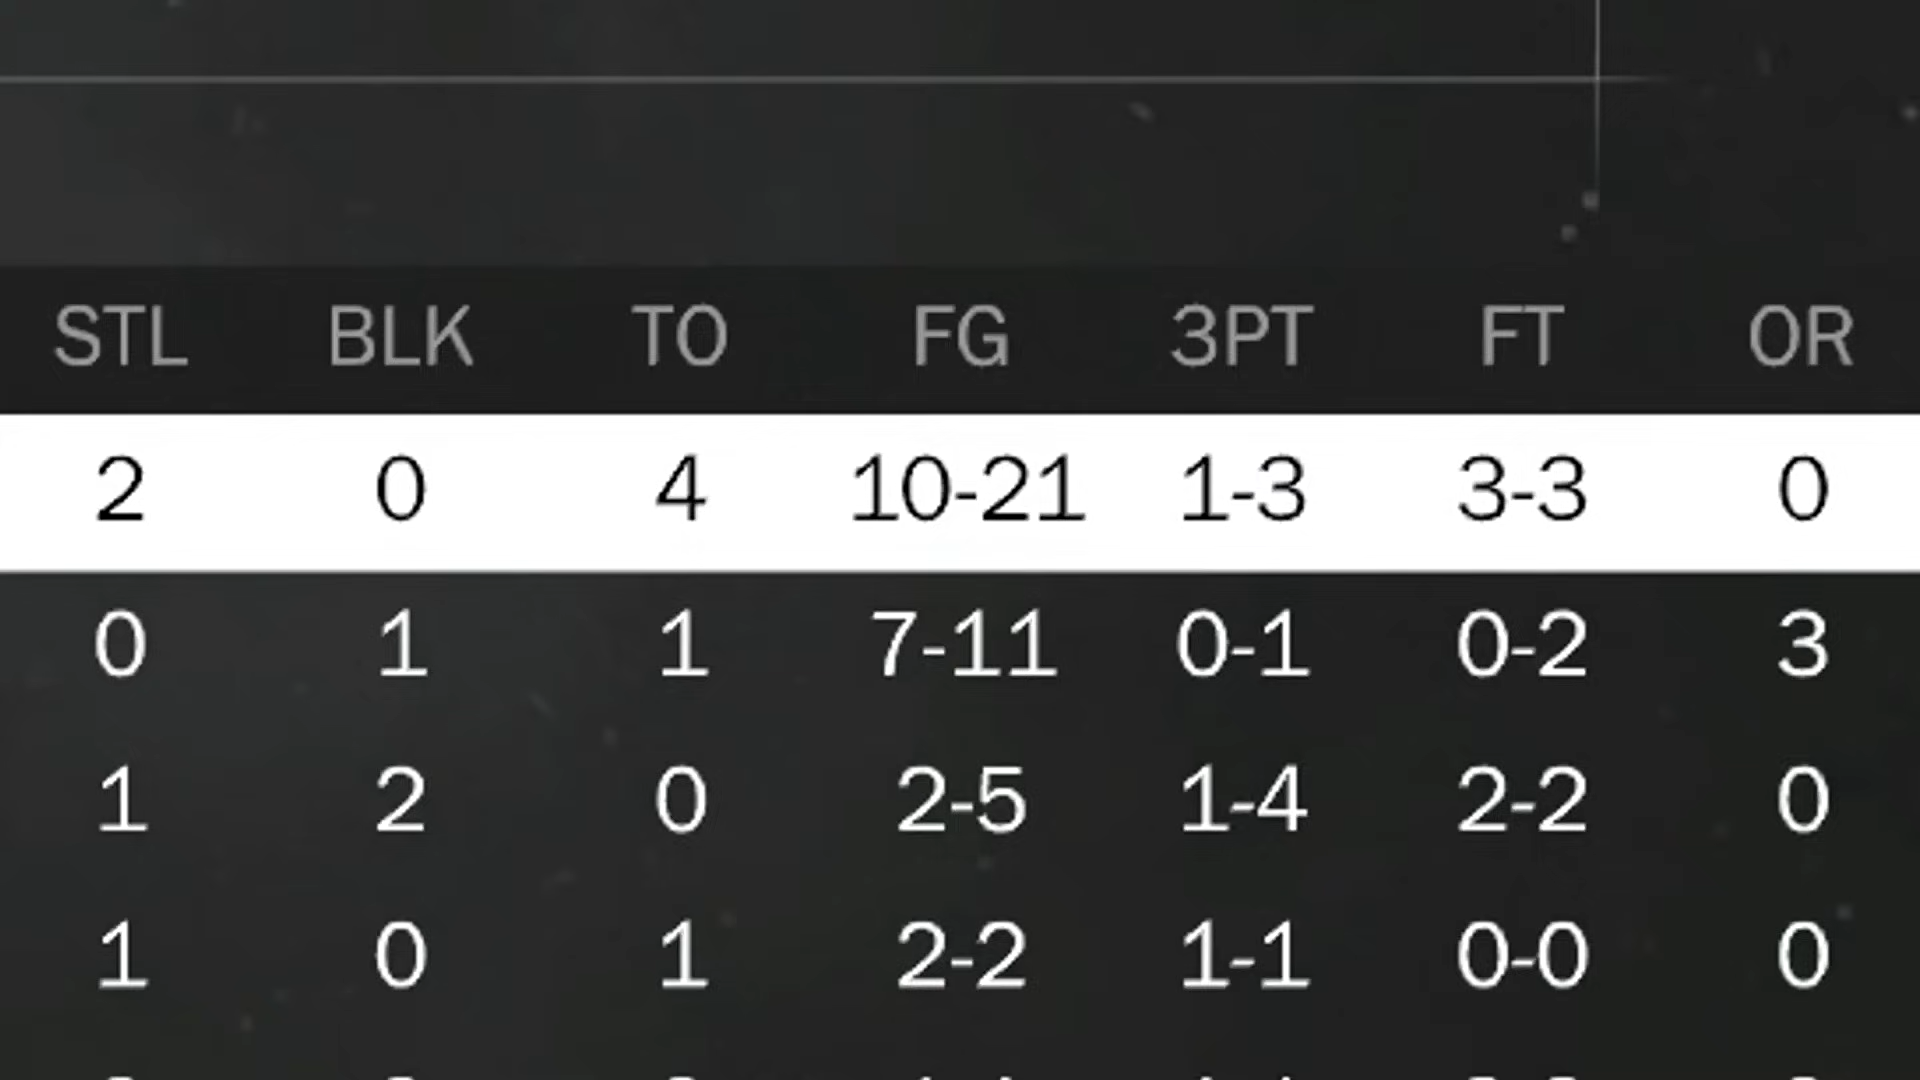 STL BLK TO FG 3PT FT OR
2 0 4 10-21 1-3 3-3 0
0 1 1 7-11 0-1 0-2 3
1 2 0 2-5 1-4 2-2 0
1 0 1 2-2 1-1 0-0 0